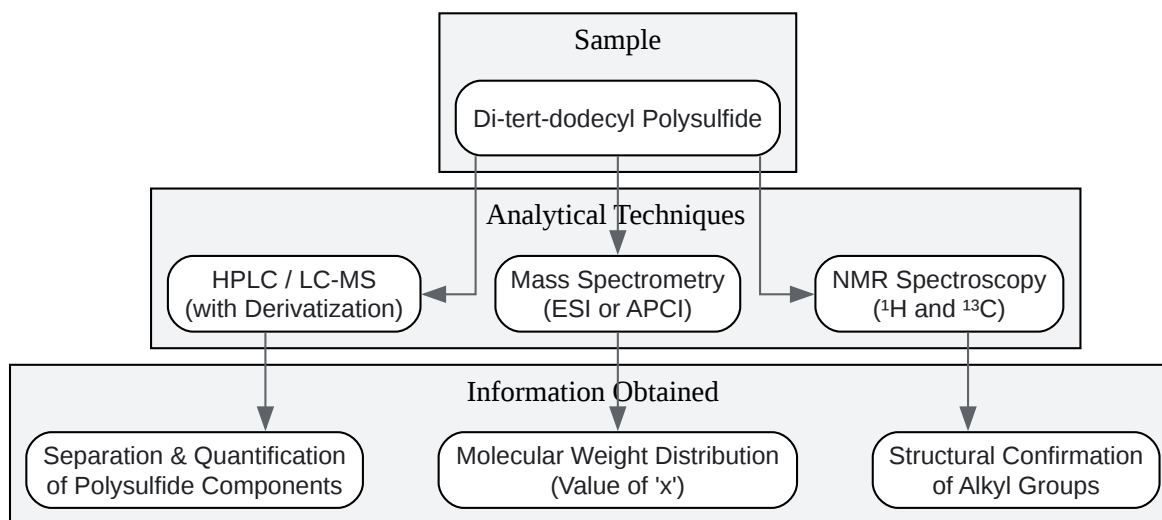 Sample
Di-tert-dodecyl Polysulfide
Analytical Techniques
HPLC / LC-MS
(with Derivatization)
Mass Spectrometry
(ESI or APCI)
NMR Spectroscopy
(¹H and ¹³C)
Information Obtained
Separation & Quantification
of Polysulfide Components
Molecular Weight Distribution
(Value of 'x')
Structural Confirmation
of Alkyl Groups